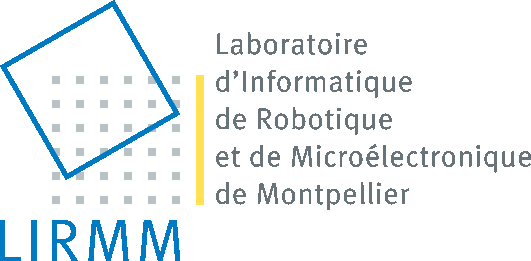 Laboratoire
d'Informatique
de Robotique
et de Microélectronique
de Montpellier
LIRMM